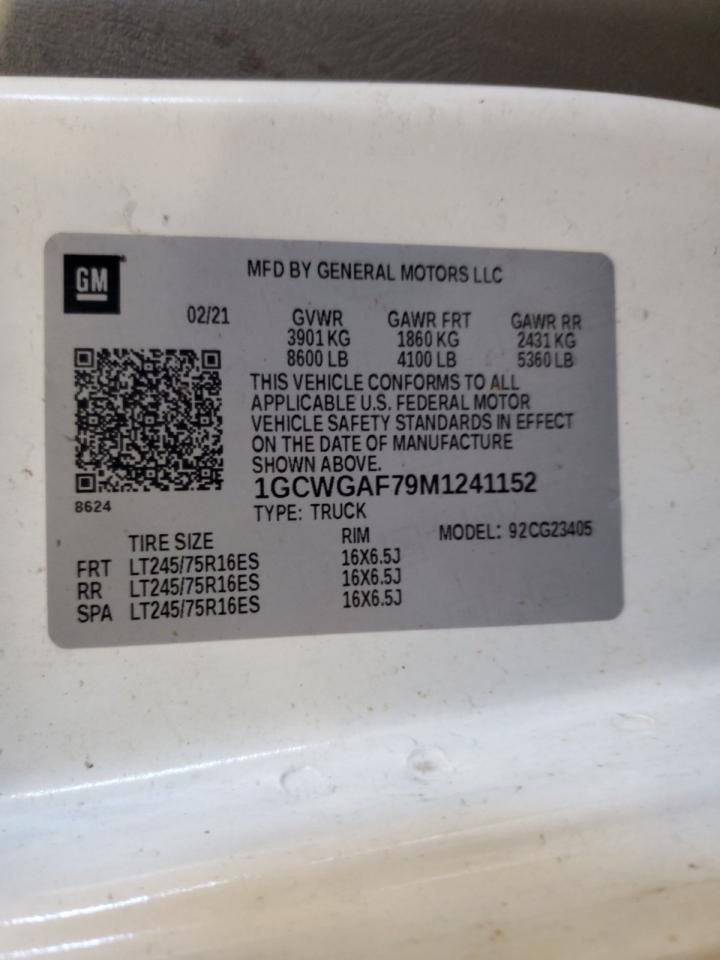 GM
MFD BY GENERAL MOTORS LLC
02/21
GVWR GAWR FRT GAWR RR
3901 KG 1860 KG 2431 KG
8600 LB 4100 LB 5360 LB
THIS VEHICLE CONFORMS TO ALL
APPLICABLE U.S. FEDERAL MOTOR
VEHICLE SAFETY STANDARDS IN EFFECT
ON THE DATE OF MANUFACTURE
SHOWN ABOVE.
8624
1GCWGAF79M1241152
TYPE: TRUCK
TIRE SIZE RIM MODEL: 92CG23405
FRT LT245/75R16ES 16X6.5J
RR LT245/75R16ES 16X6.5J
SPA LT245/75R16ES 16X6.5J